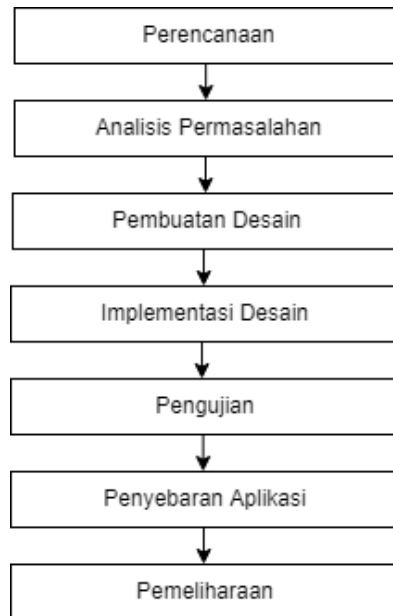 Perencanaan
Analisis Permasalahan
Pembuatan Desain
Implementasi Desain
Pengujian
Penyebaran Aplikasi
Pemeliharaan